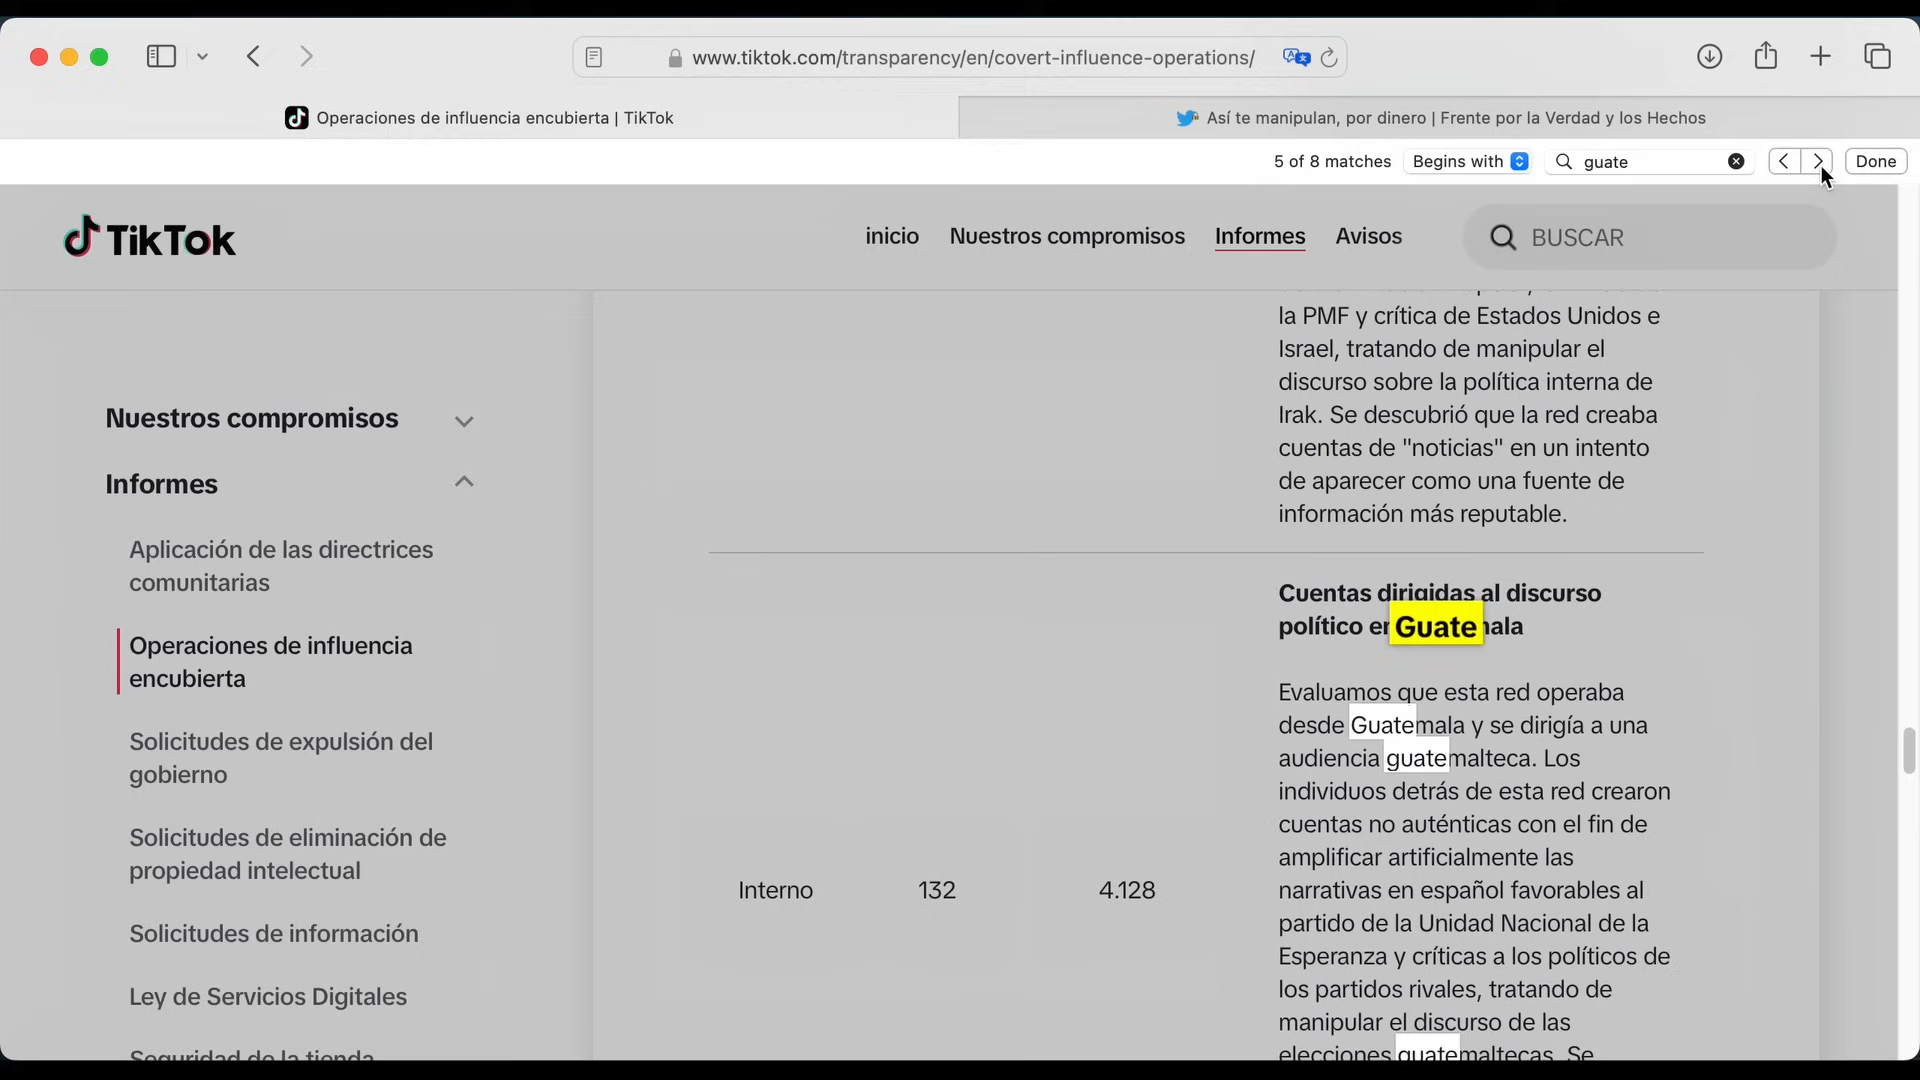 www.tiktok.com/transparency/en/covert-influence-operations/
Operaciones de influencia encubierta | TikTok
Así te manipulan, por dinero | Frente por la Verdad y los Hechos
5 of 8 matches
Begins with
guate
Done
TikTok
inicio
Nuestros compromisos
Informes
Avisos
BUSCAR
Nuestros compromisos
Informes
Aplicación de las directrices
comunitarias
Operaciones de influencia
encubierta
Solicitudes de expulsión del
gobierno
Solicitudes de eliminación de
propiedad intelectual
Solicitudes de información
Ley de Servicios Digitales
Seguridad de la tienda
Interno
132
4.128
la PMF y crítica de Estados Unidos e
Israel, tratando de manipular el
discurso sobre la política interna de
Irak. Se descubrió que la red creaba
cuentas de "noticias" en un intento
de aparecer como una fuente de
información más reputable.
Cuentas dirigidas al discurso
político en Guatemala
Evaluamos que esta red operaba
desde Guatemala y se dirigía a una
audiencia guatemalteca. Los
individuos detrás de esta red crearon
cuentas no auténticas con el fin de
amplificar artificialmente las
narrativas en español favorables al
partido de la Unidad Nacional de la
Esperanza y críticas a los políticos de
los partidos rivales, tratando de
manipular el discurso de las
elecciones guatemaltecas. Se